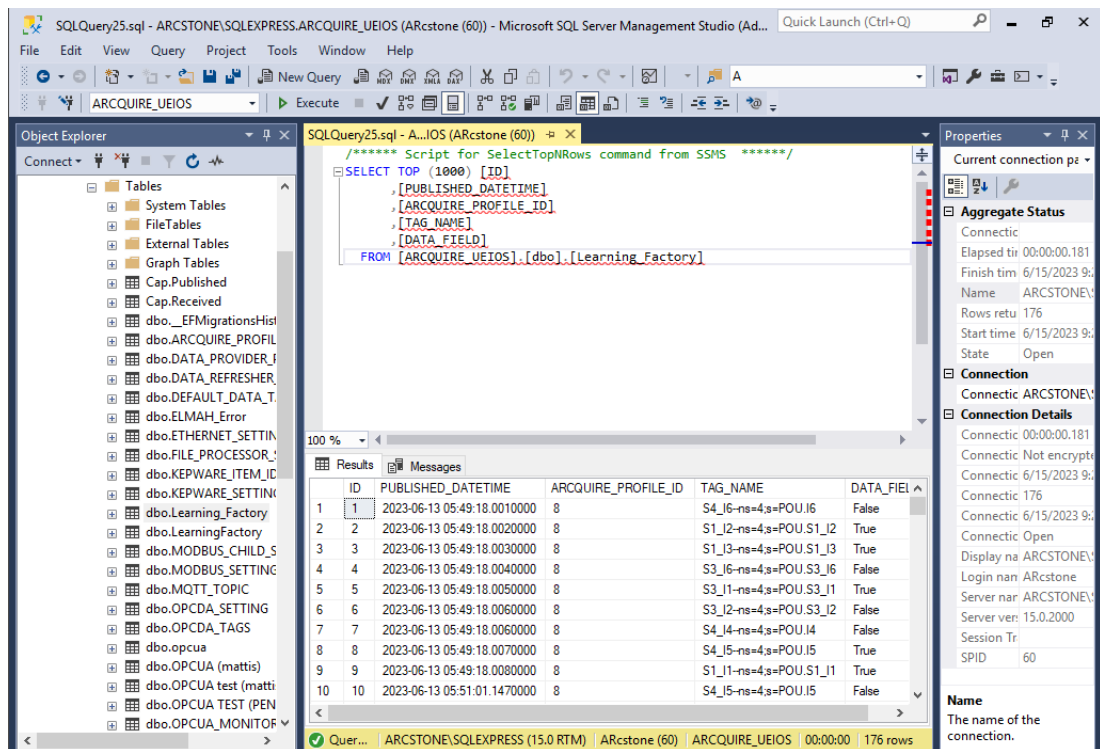 SQLQuery25.sql - ARCSTONE\SQLEXPRESS.ARCQUIRE_UEIOS (ARcstone (60)) - Microsoft SQL Server Management Studio (Ad...
Quick Launch (Ctrl+Q)
File Edit View Query Project Tools Window Help
New Query MDX DMX XMLA DAX A
ARCQUIRE_UEIOS Execute
Object Explorer
Connect
Tables
System Tables
FileTables
External Tables
Graph Tables
Cap.Published
Cap.Received
dbo.__EFMigrationsHist
dbo.ARCQUIRE_PROFIL
dbo.DATA_PROVIDER_F
dbo.DATA_REFRESHER_
dbo.DEFAULT_DATA_T.
dbo.ELMAH_Error
dbo.ETHERNET_SETTIN
dbo.FILE_PROCESSOR_S
dbo.KEPWARE_ITEM_ID
dbo.KEPWARE_SETTING
dbo.Learning_Factory
dbo.LearningFactory
dbo.MODBUS_CHILD_S
dbo.MODBUS_SETTING
dbo.MQTT_TOPIC
dbo.OPCDA_SETTING
dbo.OPCDA_TAGS
dbo.opcua
dbo.OPCUA (mattis)
dbo.OPCUA test (matti
dbo.OPCUA TEST (PEN
dbo.OPCUA_MONITOR
SQLQuery25.sql - A...IOS (ARcstone (60))
/****** Script for SelectTopNRows command from SSMS ******/
SELECT TOP (1000) [ID]
,[PUBLISHED_DATETIME]
,[ARCQUIRE_PROFILE_ID]
,[TAG_NAME]
,[DATA_FIELD]
FROM [ARCQUIRE_UEIOS].[dbo].[Learning_Factory]
100 %
Results Messages
ID PUBLISHED_DATETIME ARCQUIRE_PROFILE_ID TAG_NAME DATA_FIEL
1 1 2023-06-13 05:49:18.0010000 8 S4_I6~ns=4;s=POU.I6 False
2 2 2023-06-13 05:49:18.0020000 8 S1_I2~ns=4;s=POU.S1_I2 True
3 3 2023-06-13 05:49:18.0030000 8 S1_I3~ns=4;s=POU.S1_I3 True
4 4 2023-06-13 05:49:18.0040000 8 S3_I6~ns=4;s=POU.S3_I6 False
5 5 2023-06-13 05:49:18.0050000 8 S3_I1~ns=4;s=POU.S3_I1 True
6 6 2023-06-13 05:49:18.0060000 8 S3_I2~ns=4;s=POU.S3_I2 False
7 7 2023-06-13 05:49:18.0060000 8 S4_I4~ns=4;s=POU.I4 False
8 8 2023-06-13 05:49:18.0070000 8 S4_I5~ns=4;s=POU.I5 True
9 9 2023-06-13 05:49:18.0080000 8 S1_I1~ns=4;s=POU.S1_I1 True
10 10 2023-06-13 05:51:01.1470000 8 S4_I5~ns=4;s=POU.I5 False
Quer... ARCSTONE\SQLEXPRESS (15.0 RTM) ARcstone (60) ARCQUIRE_UEIOS 00:00:00 176 rows
Properties
Current connection pa
Aggregate Status
Connectic
Elapsed tir 00:00:00.181
Finish tim 6/15/2023 9:
Name ARCSTONE\
Rows retu 176
Start time 6/15/2023 9:
State Open
Connection
Connectic ARCSTONE\
Connection Details
Connectic 00:00:00.181
Connectic Not encrypte
Connectic 6/15/2023 9:
Connectic 176
Connectic 6/15/2023 9:
Connectic Open
Display na ARCSTONE\
Login nam ARcstone
Server nar ARCSTONE\
Server ver: 15.0.2000
Session Tr
SPID 60
Name
The name of the
connection.